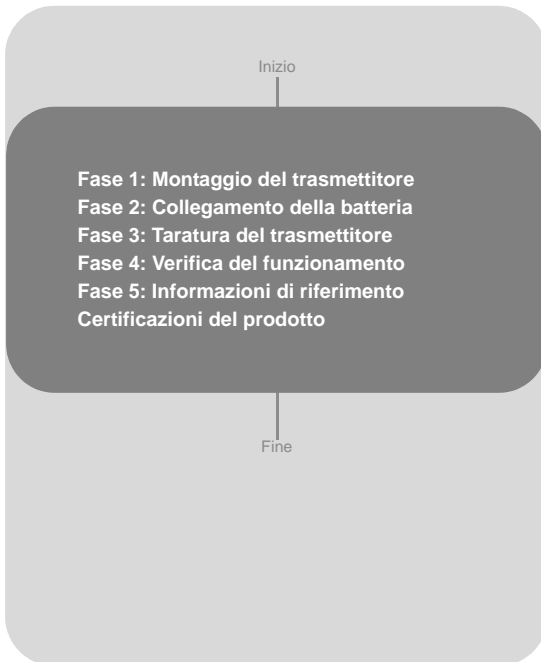 Inizio
Fase 1: Montaggio del trasmettitore
Fase 2: Collegamento della batteria
Fase 3: Taratura del trasmettitore
Fase 4: Verifica del funzionamento
Fase 5: Informazioni di riferimento
Certificazioni del prodotto
Fine